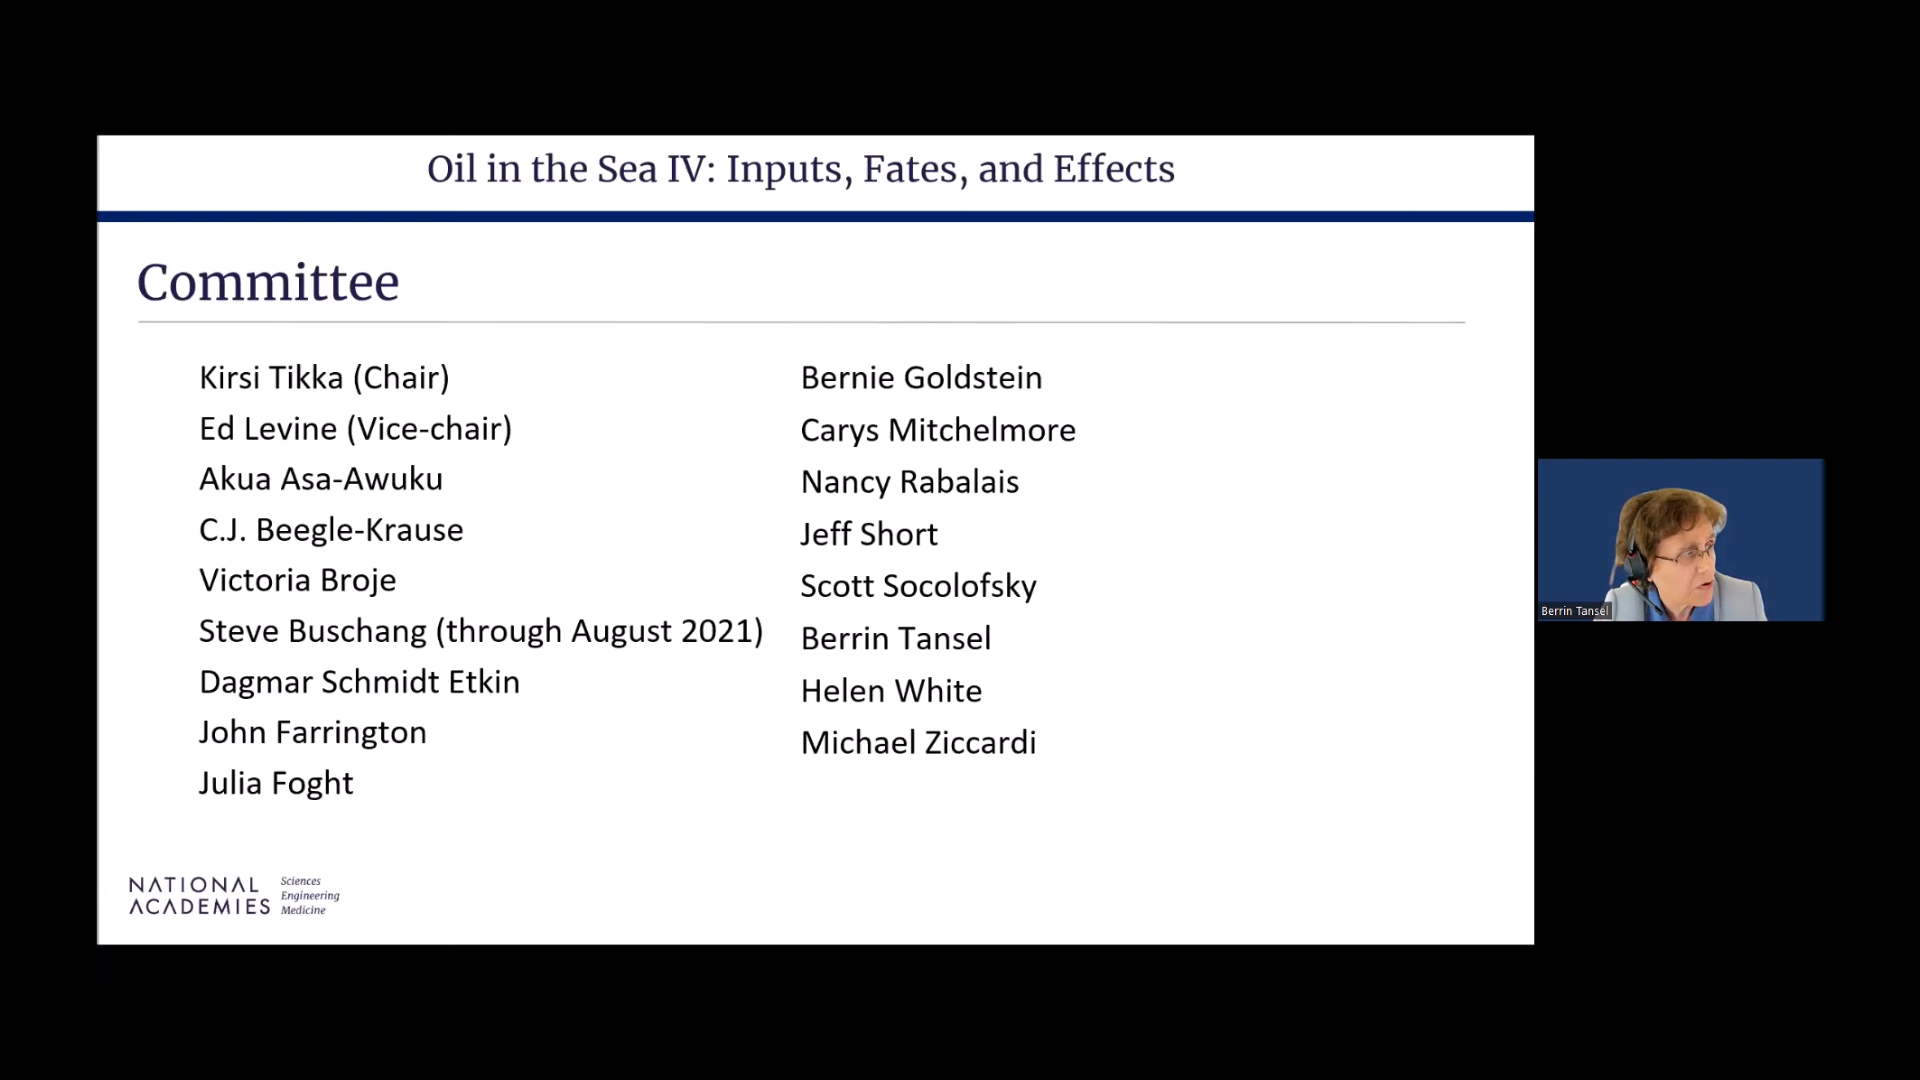 Oil in the Sea IV: Inputs, Fates, and Effects
Committee
Kirsi Tikka (Chair)
Ed Levine (Vice-chair)
Akua Asa-Awuku
C.J. Beegle-Krause
Victoria Broje
Steve Buschang (through August 2021)
Dagmar Schmidt Etkin
John Farrington
Julia Foght
Bernie Goldstein
Carys Mitchelmore
Nancy Rabalais
Jeff Short
Scott Socolofsky
Berrin Tansel
Helen White
Michael Ziccardi
NATIONAL
ACADEMIES
Sciences
Engineering
Medicine
Berrin Tansel